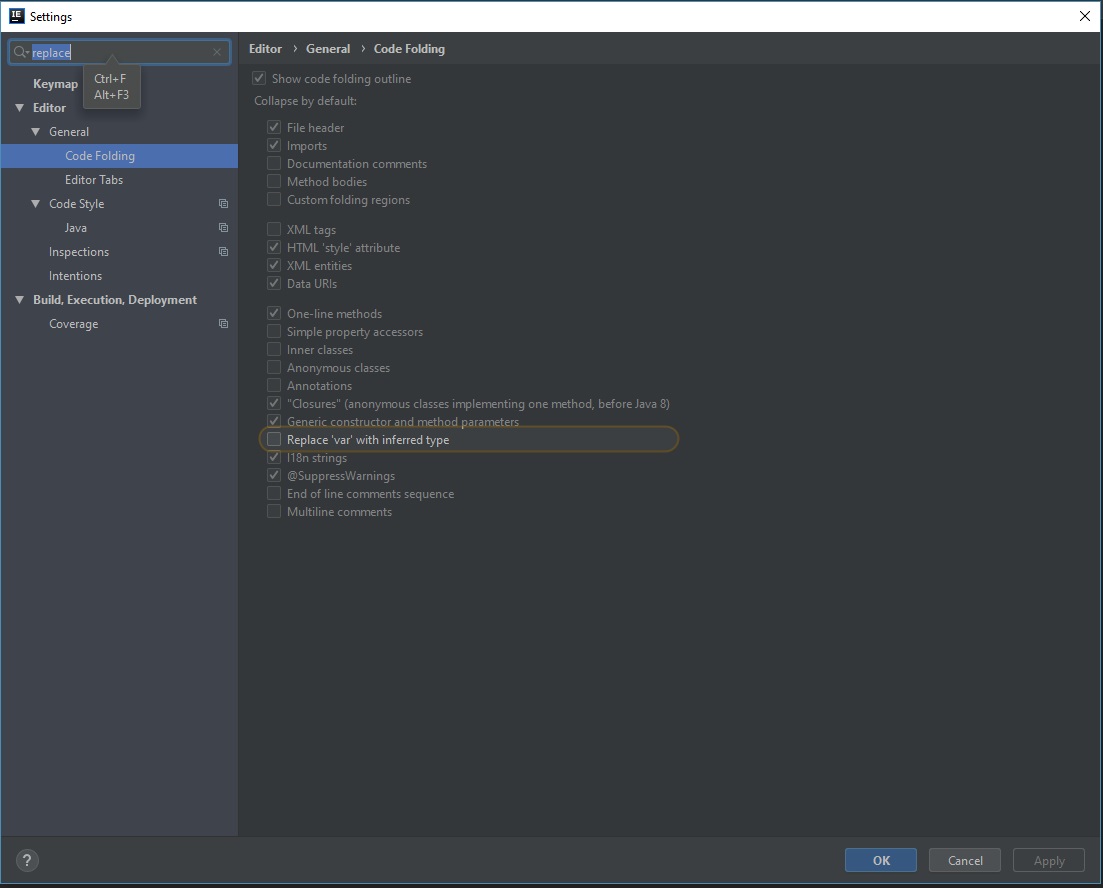 IE Settings
replace
Ctrl+F
Alt+F3
Keymap
Editor
General
Code Folding
Editor Tabs
Code Style
Java
Inspections
Intentions
Build, Execution, Deployment
Coverage
Editor › General › Code Folding
Show code folding outline
Collapse by default:
File header
Imports
Documentation comments
Method bodies
Custom folding regions
XML tags
HTML 'style' attribute
XML entities
Data URIs
One-line methods
Simple property accessors
Inner classes
Anonymous classes
Annotations
"Closures" (anonymous classes implementing one method, before Java 8)
Generic constructor and method parameters
Replace 'var' with inferred type
I18n strings
@SuppressWarnings
End of line comments sequence
Multiline comments
? OK Cancel Apply